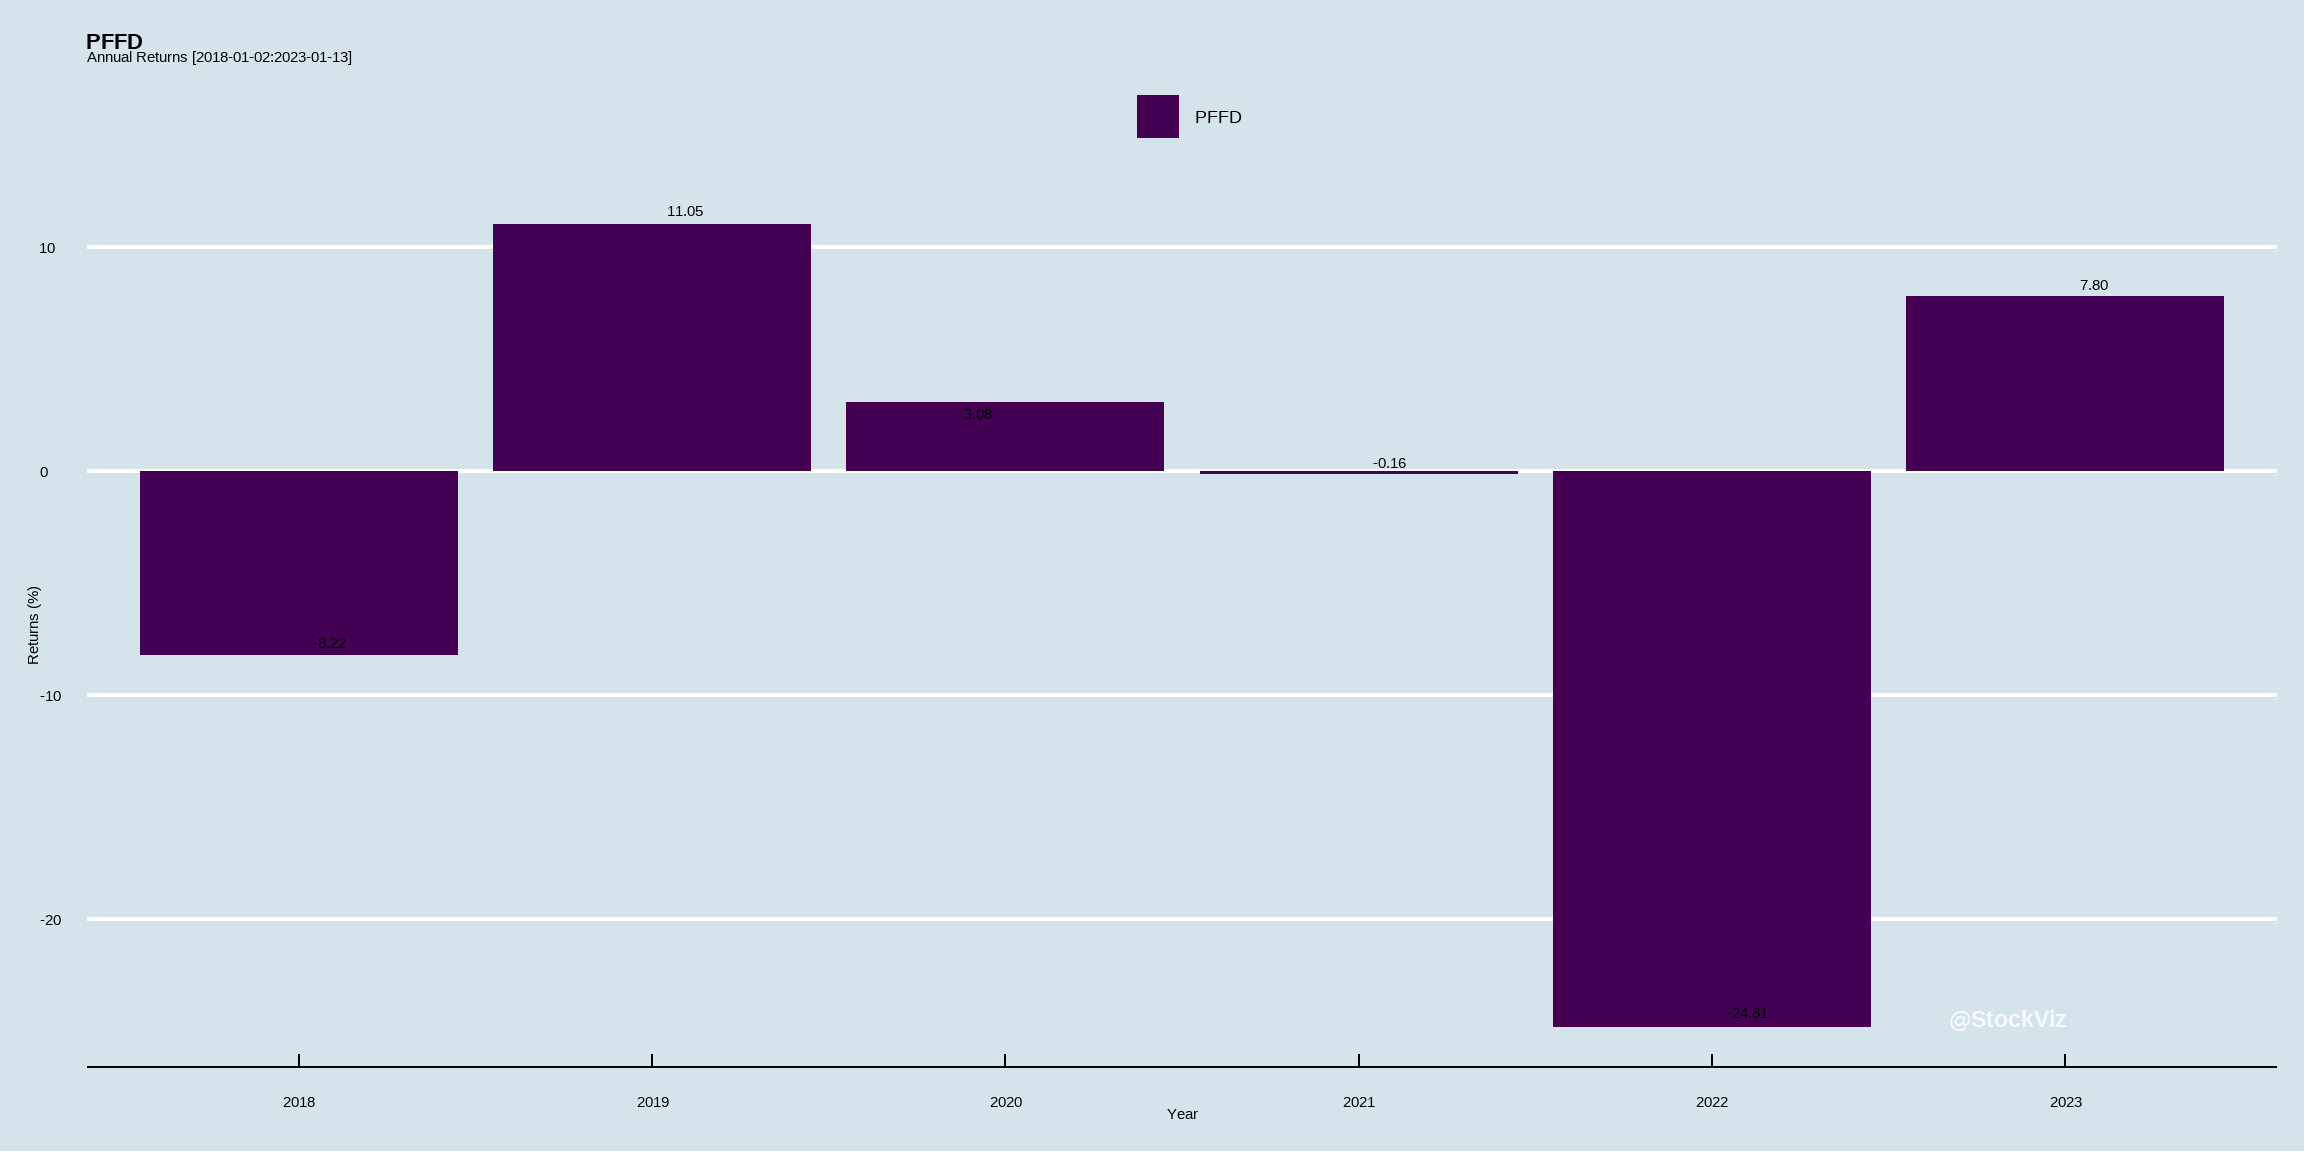 PFFD
Annual Returns [2018-01-02:2023-01-13]
PFFD
11.05
10
7.80
3.08
-0.16
0
-8.22
Returns (%)
-10
-20
-24.81
@StockViz
2018
2019
2020
2021
2022
2023
Year